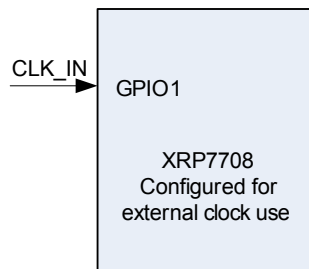 CLK_IN
GPIO1
XRP7708
Configured for
external clock use